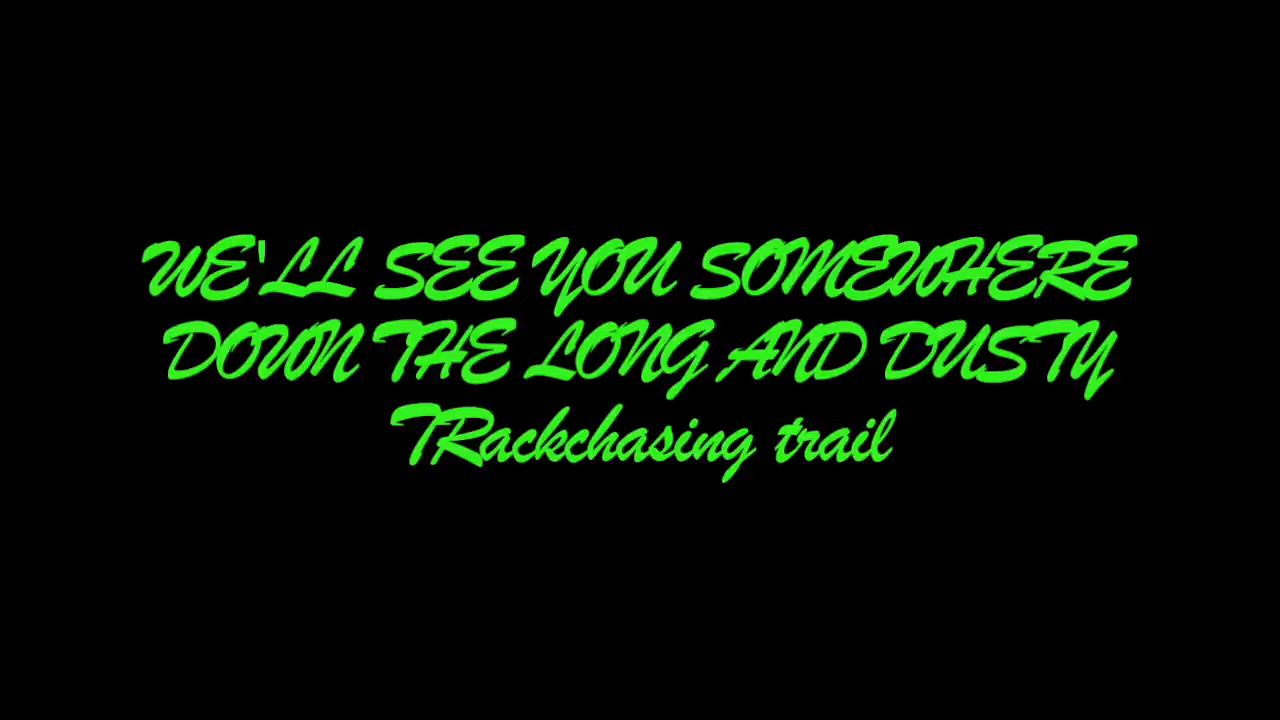 WE'LL SEE YOU SOMEWHERE
DOWN THE LONG AND DUSTY
TRackchasing trail